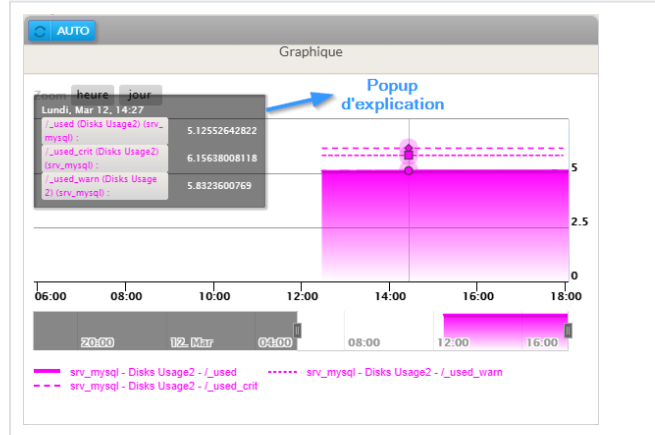 AUTO
Graphique
Zoom heure jour
Popup
d'explication
Lundi, Mar 12, 14:27
/_used (Disks Usage2) (srv_
mysql) :
5.12552642822
/_used_crit (Disks Usage2)
(srv_mysql) :
6.15638008118
/_used_warn (Disks Usage
2) (srv_mysql) :
5.8323600769
5
2.5
0
06:00 08:00 10:00 12:00 14:00 16:00 18:00
20:00 12. Mar 04:00 08:00 12:00 16:00
srv_mysql - Disks Usage2 - /_used srv_mysql - Disks Usage2 - /_used_warn
srv_mysql - Disks Usage2 - /_used_crit